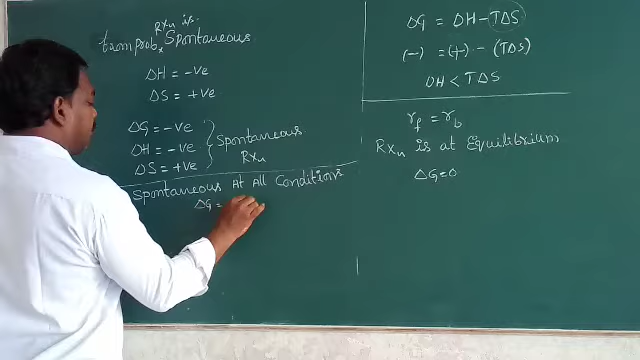 Rxn is
Spontaneous
ΔH = -Ve
ΔS = +Ve
ΔG = -Ve
ΔH = -Ve } Spontaneous
ΔS = +Ve Rxn
Spontaneous At All Conditions
ΔG =
ΔG = ΔH - TΔS
(-) = (+) - (TΔS)
ΔH < TΔS
rf = rb
Rxn is at Equilibrium
ΔG=0